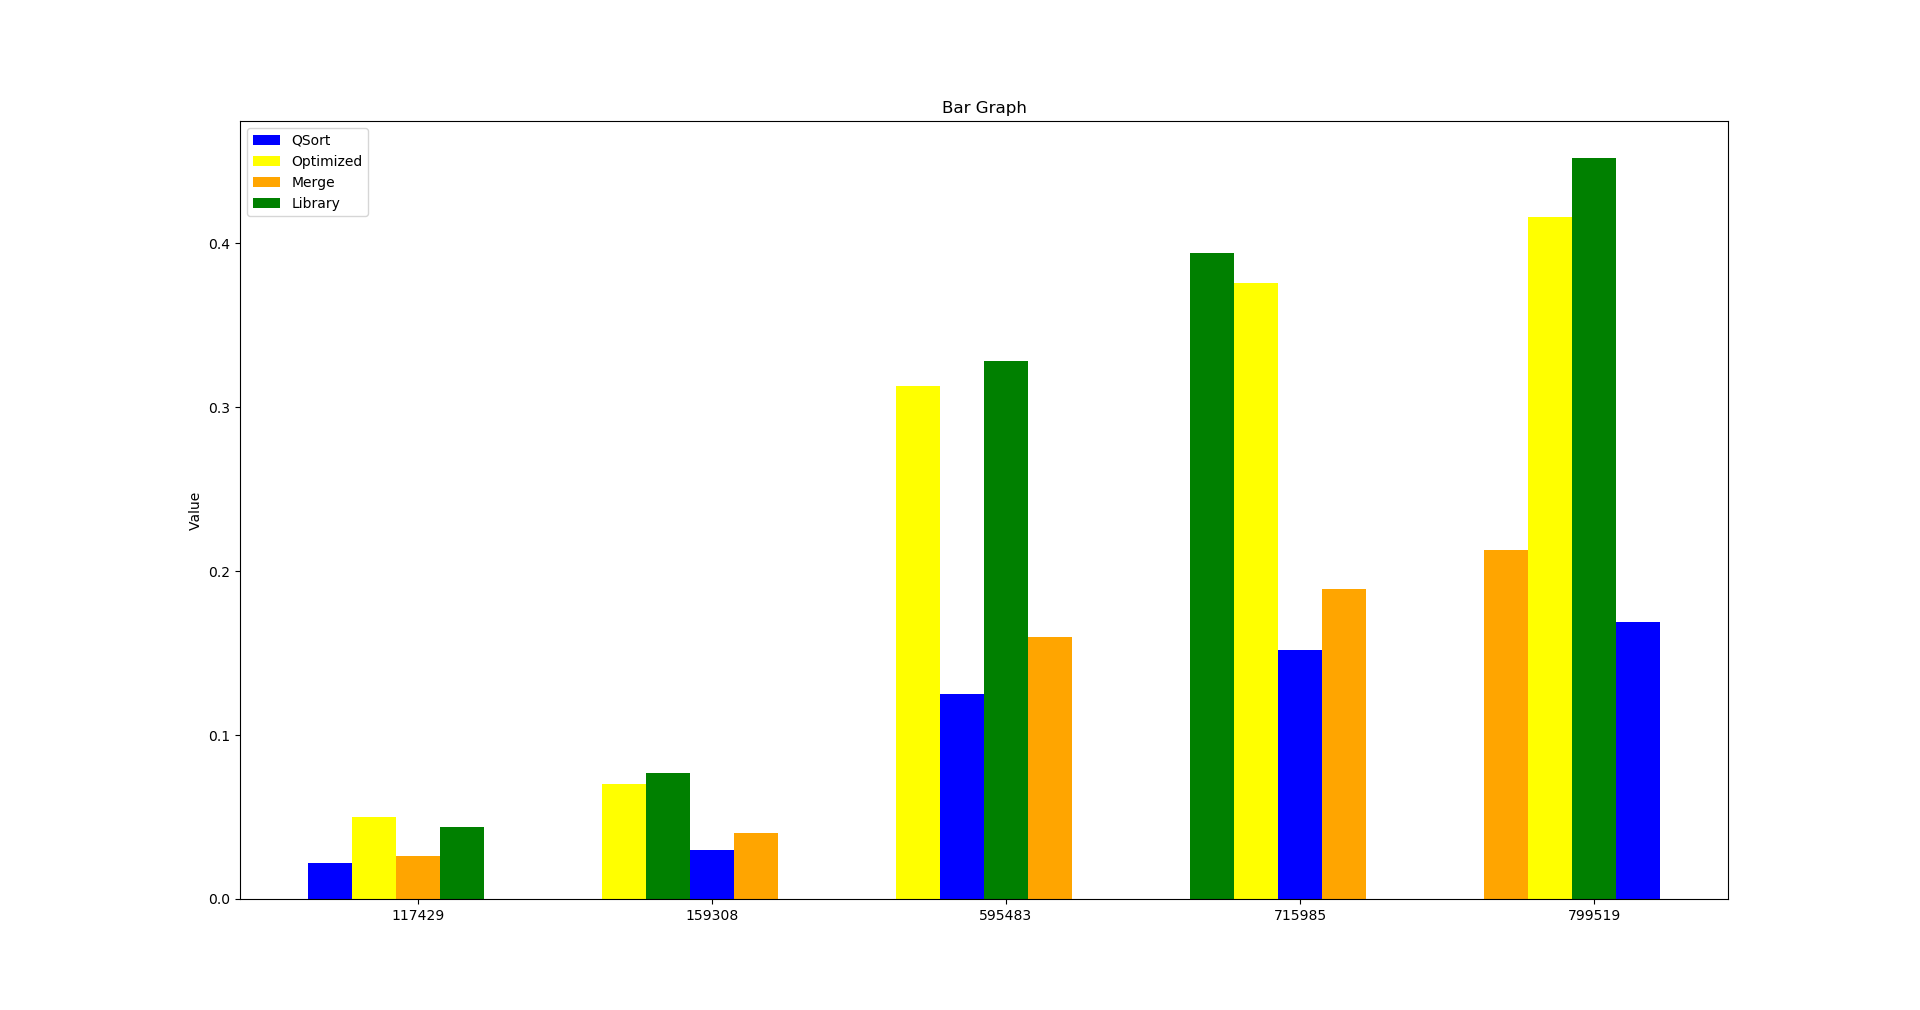 Bar Graph
QSort
Optimized
Merge
Library
Value
0.4
0.3
0.2
0.1
0.0
117429 159308 595483 715985 799519